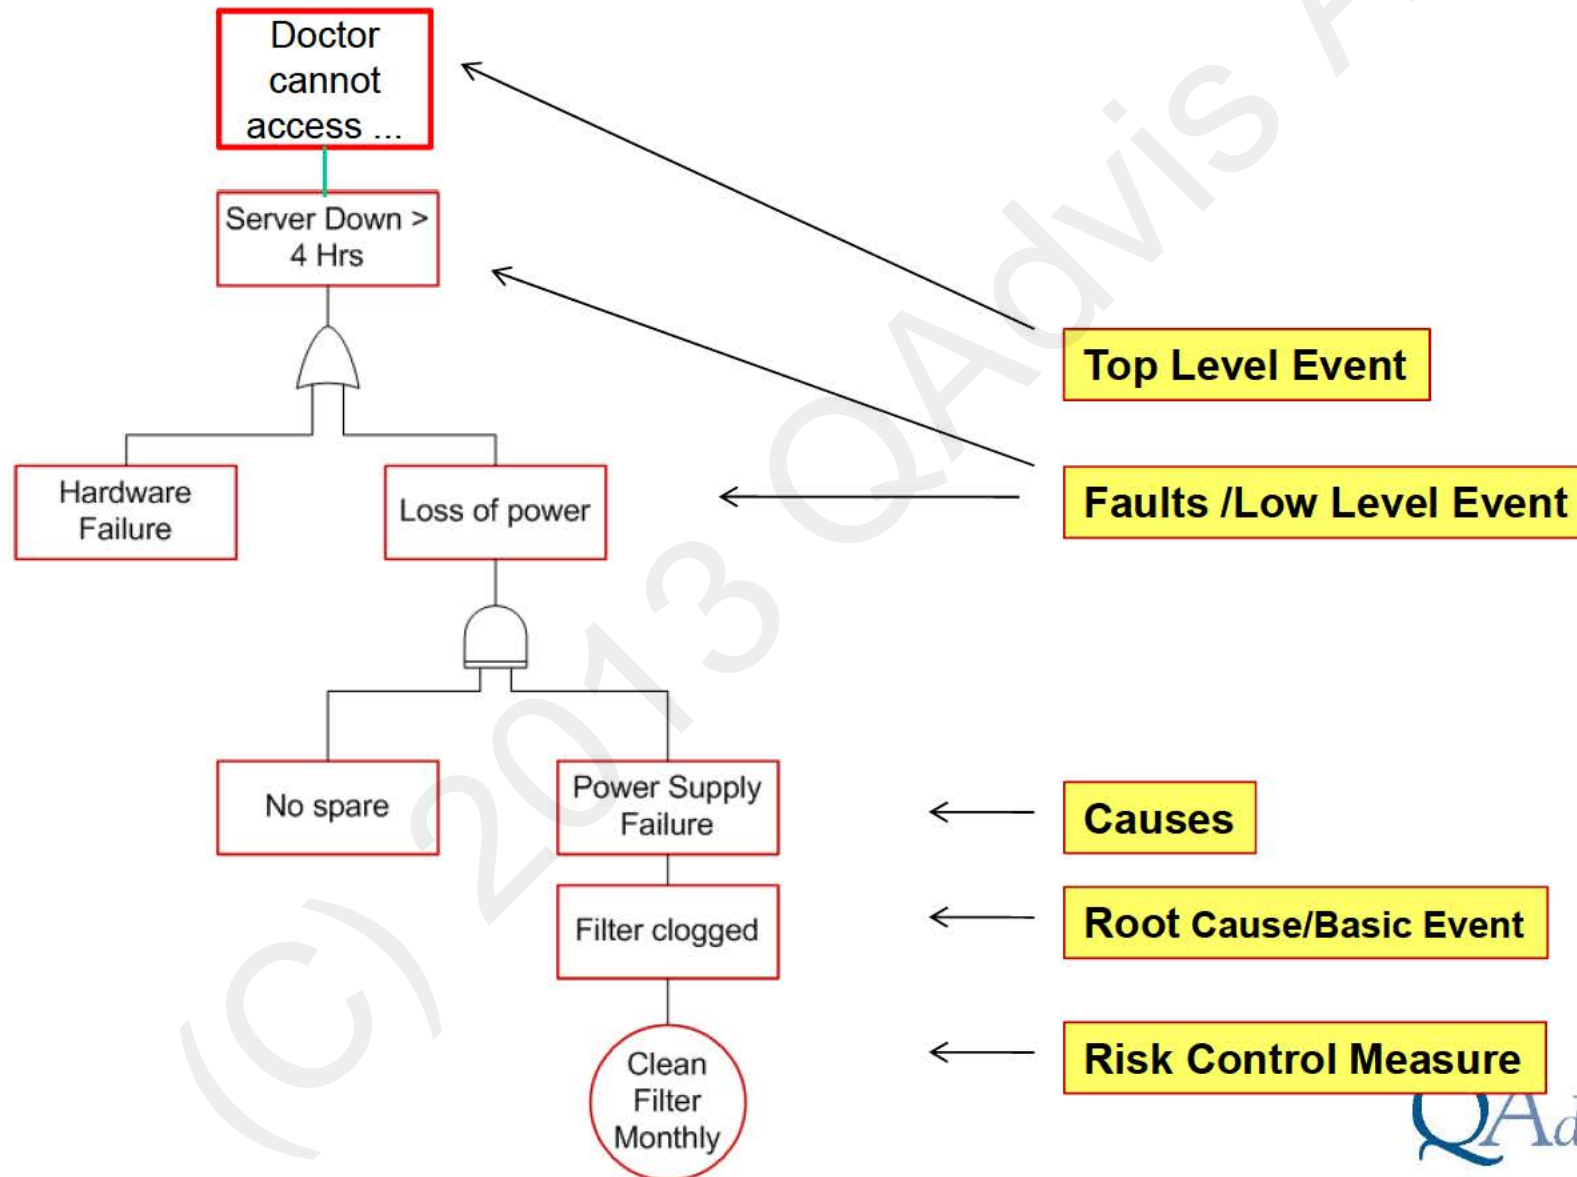 Doctor
cannot
access ...
Server Down >
4 Hrs
Top Level Event
Hardware
Failure
Loss of power
Faults /Low Level Event
No spare
Power Supply
Failure
Causes
Filter clogged
Root Cause/Basic Event
Clean
Filter
Monthly
Risk Control Measure
(C) 2013 QAdvis A
QAd